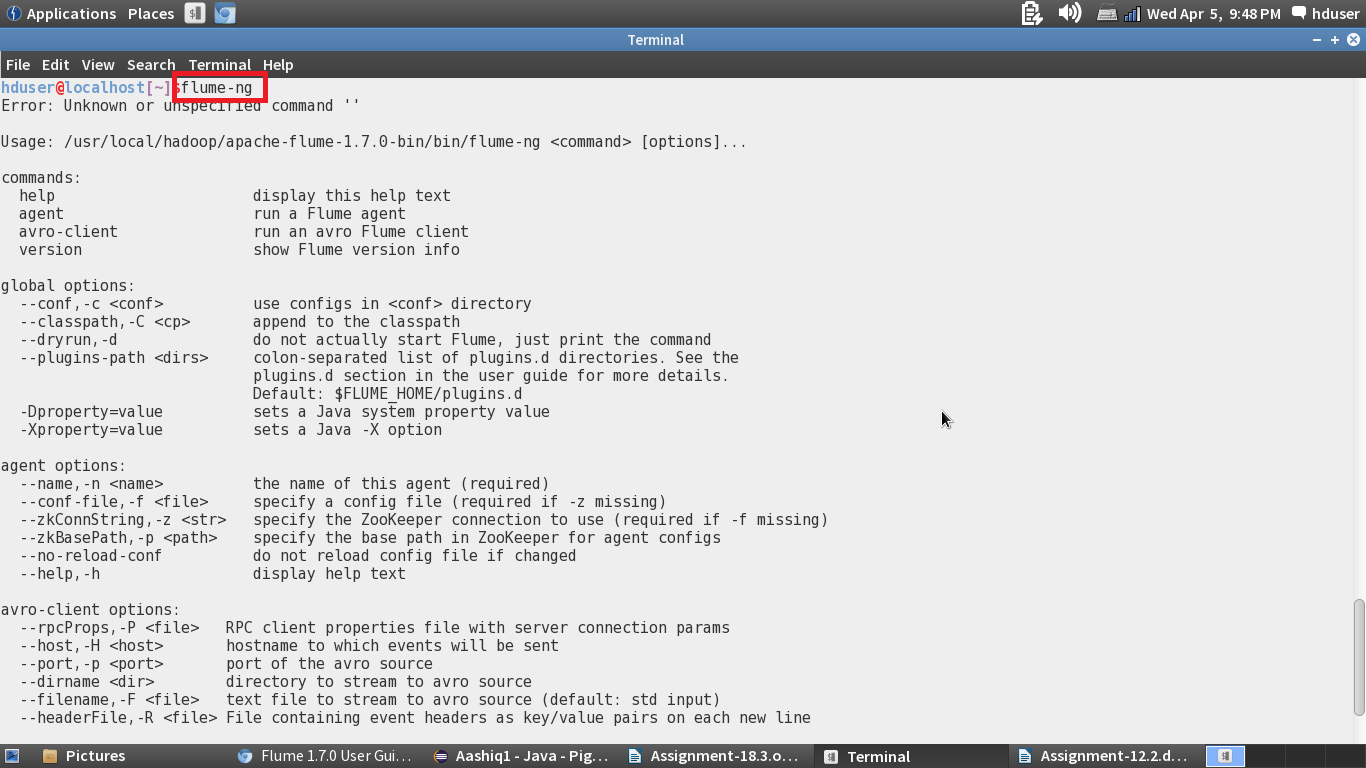 Applications Places Wed Apr 5, 9:48 PM hduser
Terminal
File Edit View Search Terminal Help
hduser@localhost[~]$flume-ng
Error: Unknown or unspecified command ''
Usage: /usr/local/hadoop/apache-flume-1.7.0-bin/bin/flume-ng <command> [options]...
commands:
help display this help text
agent run a Flume agent
avro-client run an avro Flume client
version show Flume version info
global options:
--conf,-c <conf> use configs in <conf> directory
--classpath,-C <cp> append to the classpath
--dryrun,-d do not actually start Flume, just print the command
--plugins-path <dirs> colon-separated list of plugins.d directories. See the
plugins.d section in the user guide for more details.
Default: $FLUME_HOME/plugins.d
-Dproperty=value sets a Java system property value
-Xproperty=value sets a Java -X option
agent options:
--name,-n <name> the name of this agent (required)
--conf-file,-f <file> specify a config file (required if -z missing)
--zkConnString,-z <str> specify the ZooKeeper connection to use (required if -f missing)
--zkBasePath,-p <path> specify the base path in ZooKeeper for agent configs
--no-reload-conf do not reload config file if changed
--help,-h display help text
avro-client options:
--rpcProps,-P <file> RPC client properties file with server connection params
--host,-H <host> hostname to which events will be sent
--port,-p <port> port of the avro source
--dirname <dir> directory to stream to avro source
--filename,-F <file> text file to stream to avro source (default: std input)
--headerFile,-R <file> File containing event headers as key/value pairs on each new line
Pictures Flume 1.7.0 User Gui... Aashiq1 - Java - Pig... Assignment-18.3.o... Terminal Assignment-12.2.d...